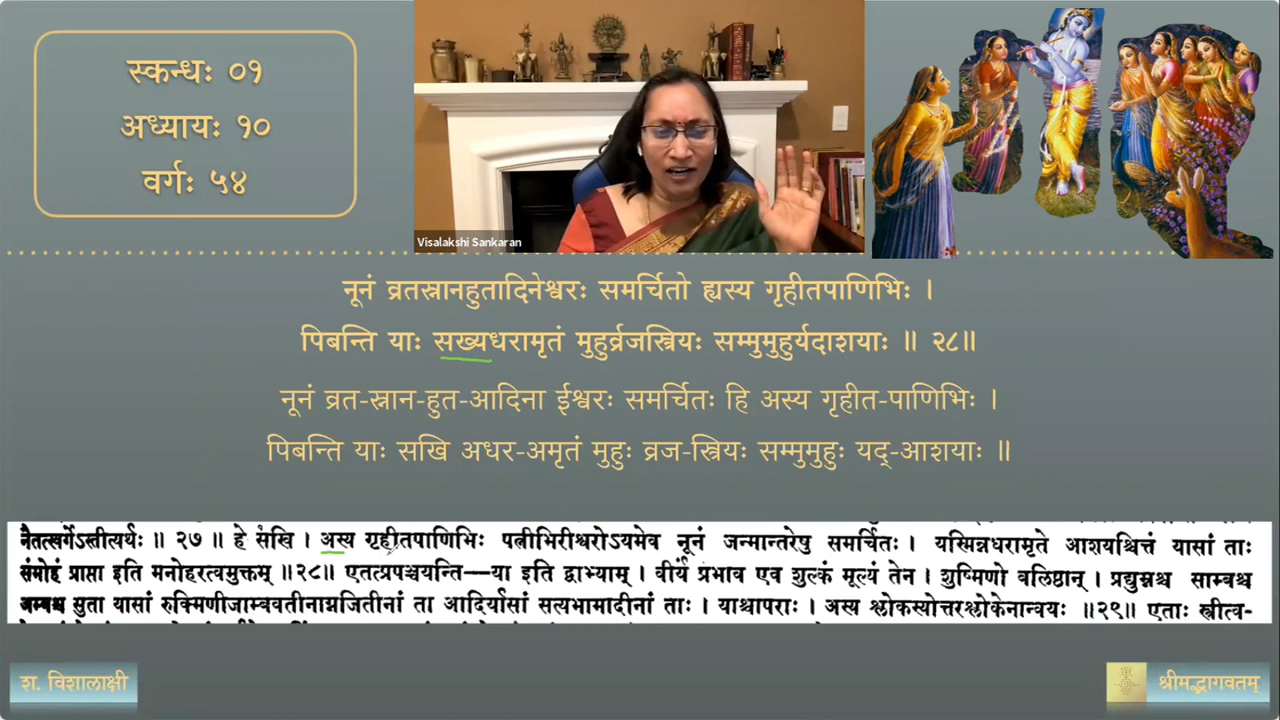 स्कन्धः ०१
अध्यायः १०
वर्गः ५४
Visalakshi Sankaran
नूनं व्रतस्नानहुतादिनेश्वरः समर्चितो ह्यस्य गृहीतपाणिभिः ।
पिबन्ति याः सख्यधरामृतं मुहुर्व्रजस्त्रियः सम्मुमुहुर्यदाशयाः ॥ २८॥
नूनं व्रत-स्नान-हुत-आदिना ईश्वरः समर्चितः हि अस्य गृहीत-पाणिभिः ।
पिबन्ति याः सखि अधर-अमृतं मुहुः व्रज-स्त्रियः सम्मुमुहुः यद्-आशयाः ॥
नैतत्स्वर्गेऽस्तीत्यर्थः ॥ २७ ॥ हे संखि । अस्य गृहीतपाणिभिः पत्नीभिरीश्वरोऽयमेव नूनं जन्मान्तरेषु समर्चितः । यस्मिन्नधरामृते आशयश्चित्तं यासां ताः
संमोहं प्राप्ता इति मनोहरत्वमुक्तम् ॥२८॥ एतत्प्रपञ्चयन्ति—या इति द्वाभ्याम् । वीर्यं प्रभाव एव शुल्कं मूल्यं तेन । शुष्मिणो बलिष्ठान् । प्रद्युम्नश्च साम्बश्च
अम्बश्च सुता यासां रुक्मिणीजाम्बवतीनाग्नजितीनां ता आदिर्यासां सत्यभामादीनां ताः । याश्चापराः । अस्य श्लोकस्योत्तरश्लोकेनान्वयः ॥२९॥ एताः स्त्रीत्व-
श. विशालाक्षी
श्रीमद्भागवतम्